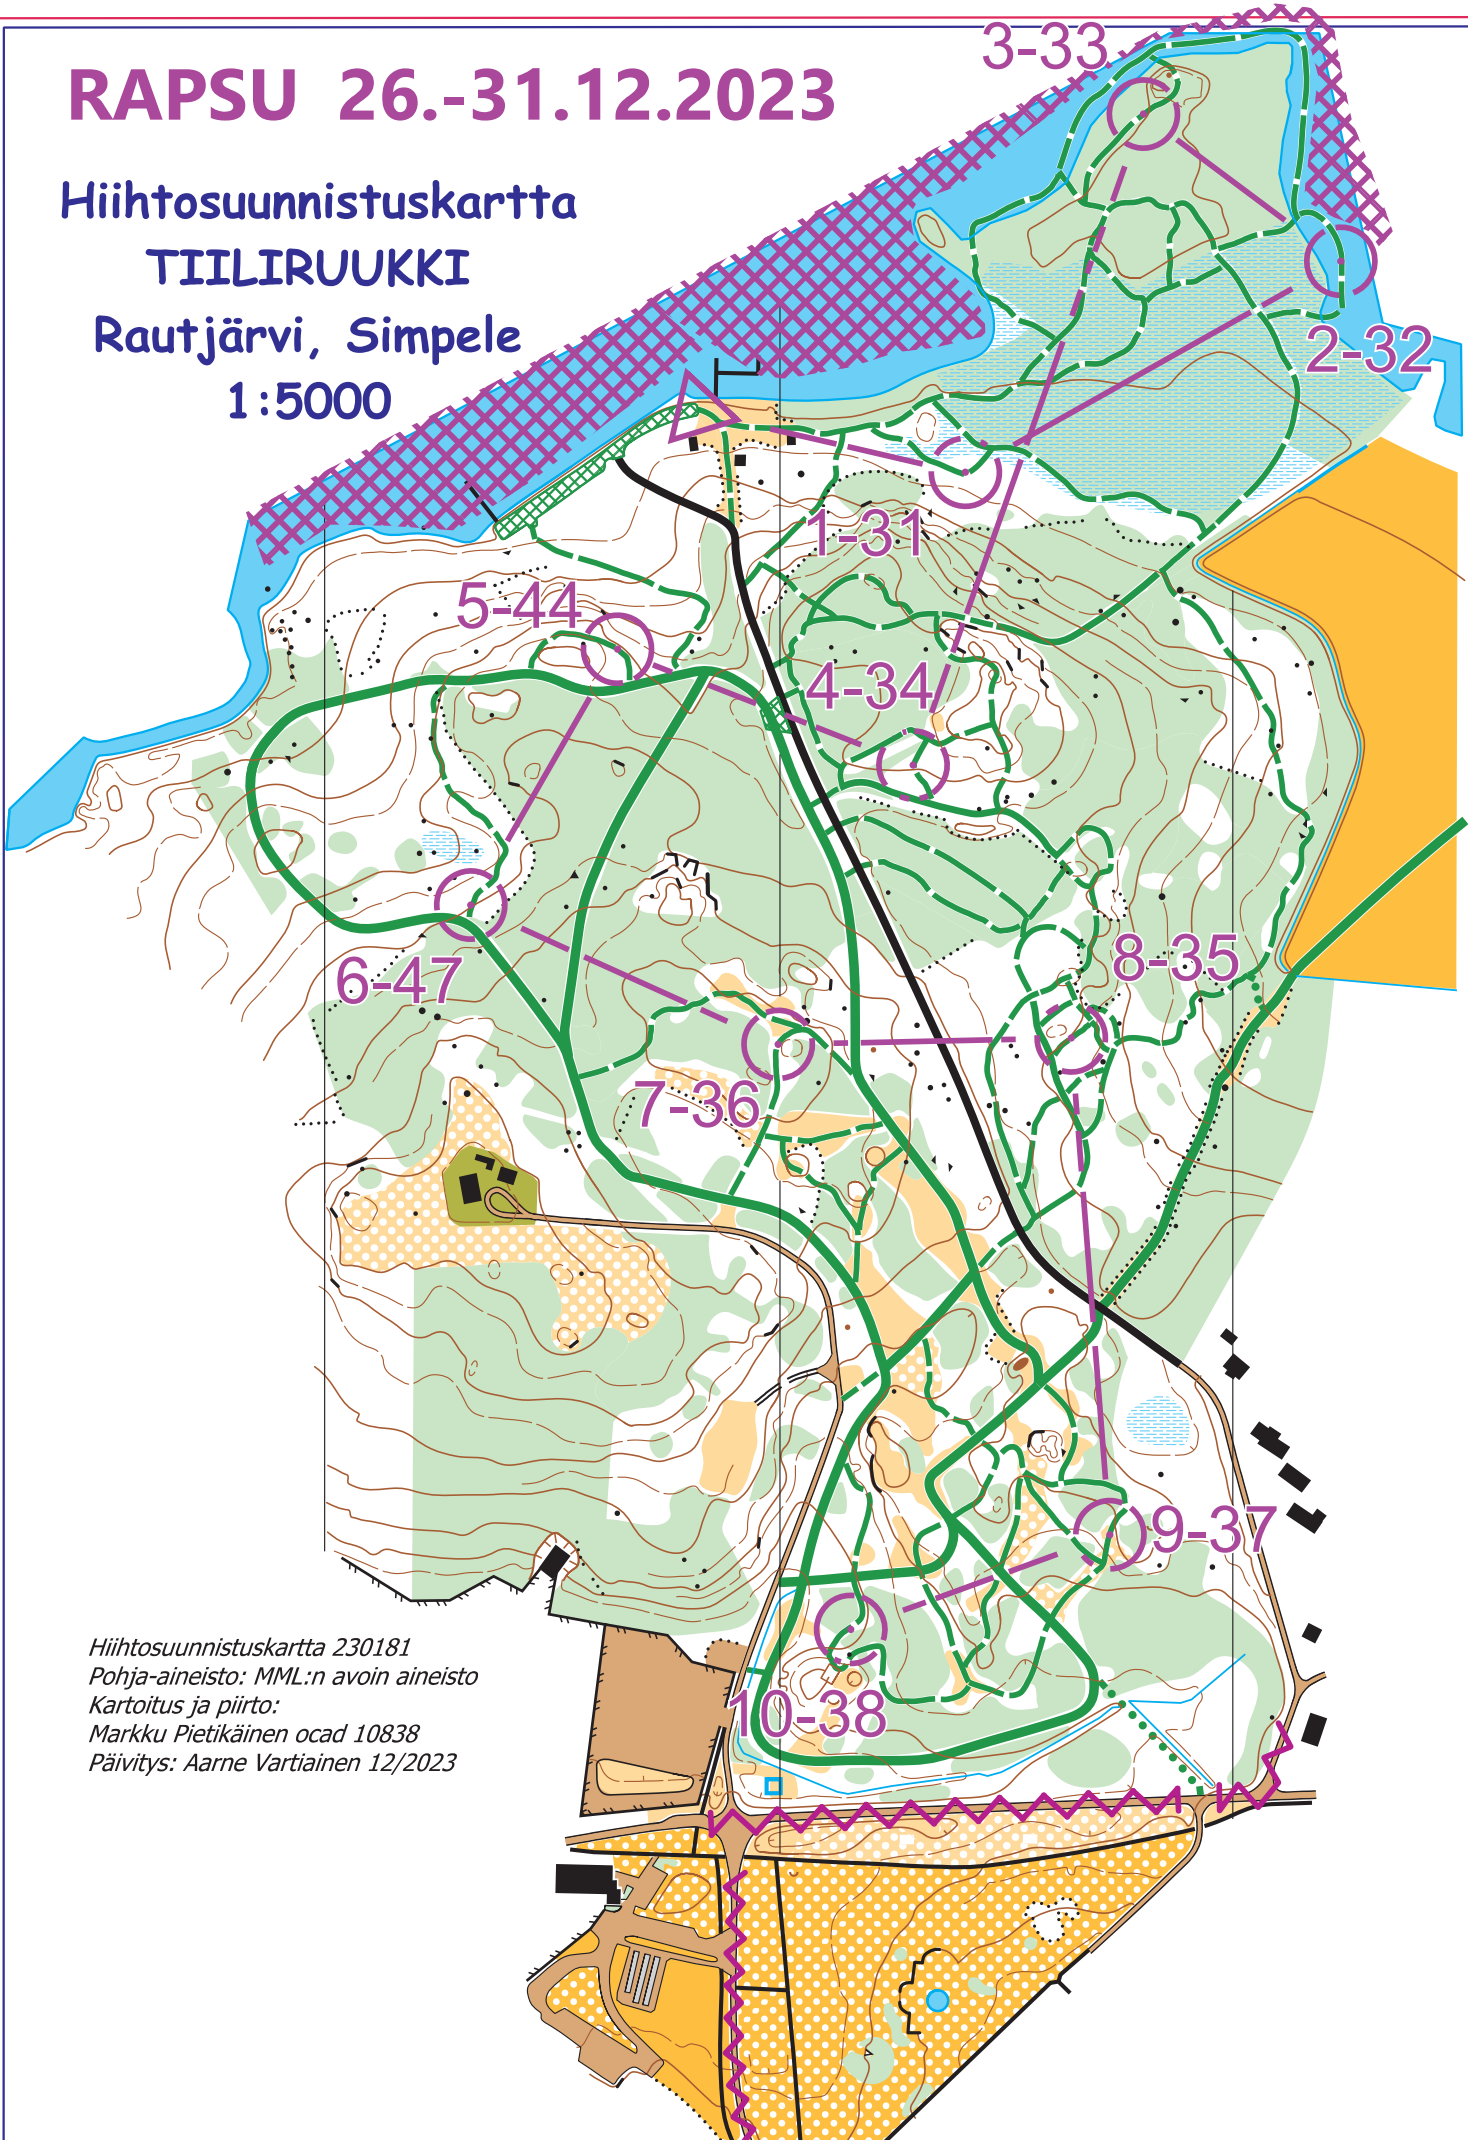 RAPSU 26.-31.12.2023
Hiihtosuunnistuskartta
TIILIRUUKKI
Rautjärvi, Simpele
1:5000
3-33
2-32
1-31
5-44
4-34
8-35
6-47
7-36
9-37
10-38
Hiihtosuunnistuskartta 230181
Pohja-aineisto: MML:n avoin aineisto
Kartoitus ja piirto:
Markku Pietikäinen ocad 10838
Päivitys: Aarne Vartiainen 12/2023